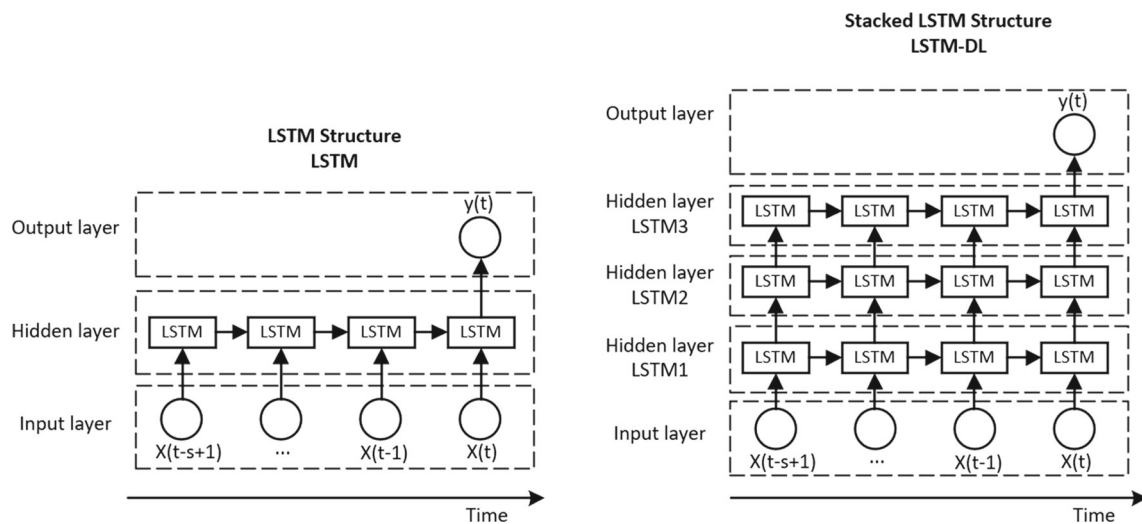 LSTM Structure
LSTM
Output layer
y(t)
Hidden layer
LSTM
LSTM
LSTM
LSTM
Input layer
X(t-s+1)
...
X(t-1)
X(t)
Time
Stacked LSTM Structure
LSTM-DL
Output layer
y(t)
Hidden layer
LSTM3
LSTM
LSTM
LSTM
LSTM
Hidden layer
LSTM2
LSTM
LSTM
LSTM
LSTM
Hidden layer
LSTM1
LSTM
LSTM
LSTM
LSTM
Input layer
X(t-s+1)
...
X(t-1)
X(t)
Time